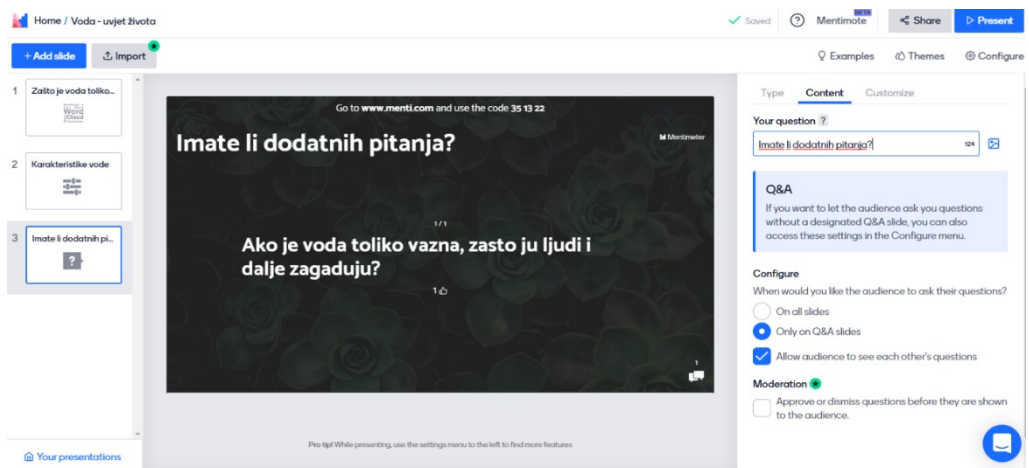 Home / Voda - uvjet života
Saved
?
Mentimote
BETA
Share
Present
+ Add slide
Import
Examples
Themes
Configure
1
Zašto je voda toliko...
Word
Cloud
2
Karakteristike vode
3
Imate li dodatnih pi...
?
Go to www.menti.com and use the code 35 13 22
Imate li dodatnih pitanja?
Mentimeter
1/1
Ako je voda toliko vazna, zasto ju ljudi i
dalje zagaduju?
1
1
Pro tip! While presenting, use the settings menu to the left to find more features
Your presentations
Type
Content
Customize
Your question ?
Imate li dodatnih pitanja?
124
Q&A
If you want to let the audience ask you questions
without a designated Q&A slide, you can also
access these settings in the Configure menu.
Configure
When would you like the audience to ask their questions?
On all slides
Only on Q&A slides
Allow audience to see each other's questions
Moderation
Approve or dismiss questions before they are shown
to the audience.